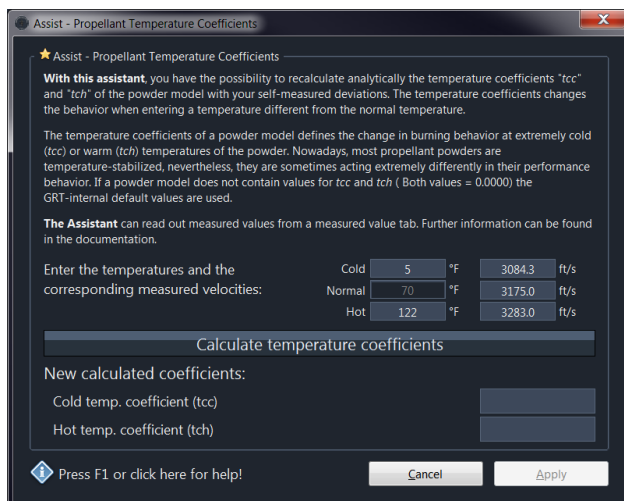 Assist - Propellant Temperature Coefficients
Assist - Propellant Temperature Coefficients
With this assistant, you have the possibility to recalculate analytically the temperature coefficients "tcc"
and "tch" of the powder model with your self-measured deviations. The temperature coefficients changes
the behavior when entering a temperature different from the normal temperature.
The temperature coefficients of a powder model defines the change in burning behavior at extremely cold
(tcc) or warm (tch) temperatures of the powder. Nowadays, most propellant powders are
temperature-stabilized, nevertheless, they are sometimes acting extremely differently in their performance
behavior. If a powder model does not contain values for tcc and tch ( Both values = 0.0000) the
GRT-internal default values are used.
The Assistant can read out measured values from a measured value tab. Further information can be found
in the documentation.
Enter the temperatures and the
corresponding measured velocities:
Cold 5 °F 3084.3 ft/s
Normal 70 °F 3175.0 ft/s
Hot 122 °F 3283.0 ft/s
Calculate temperature coefficients
New calculated coefficients:
Cold temp. coefficient (tcc)
Hot temp. coefficient (tch)
Press F1 or click here for help!
Cancel
Apply